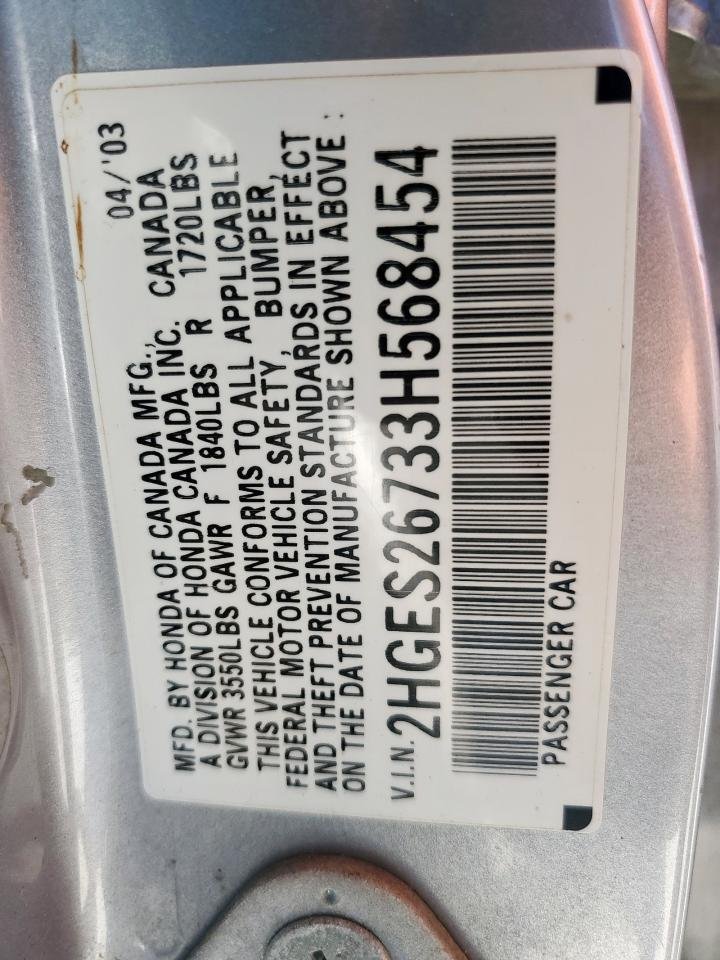 MFD. BY HONDA OF CANADA MFG., 04/'03
A DIVISION OF HONDA CANADA INC. CANADA
GVWR 3550LBS GAWR F 1840LBS R 1720LBS
THIS VEHICLE CONFORMS TO ALL APPLICABLE
FEDERAL MOTOR VEHICLE SAFETY, BUMPER,
AND THEFT PREVENTION STANDARDS IN EFFECT
ON THE DATE OF MANUFACTURE SHOWN ABOVE :
V.I.N. 2HGES26733H568454
PASSENGER CAR